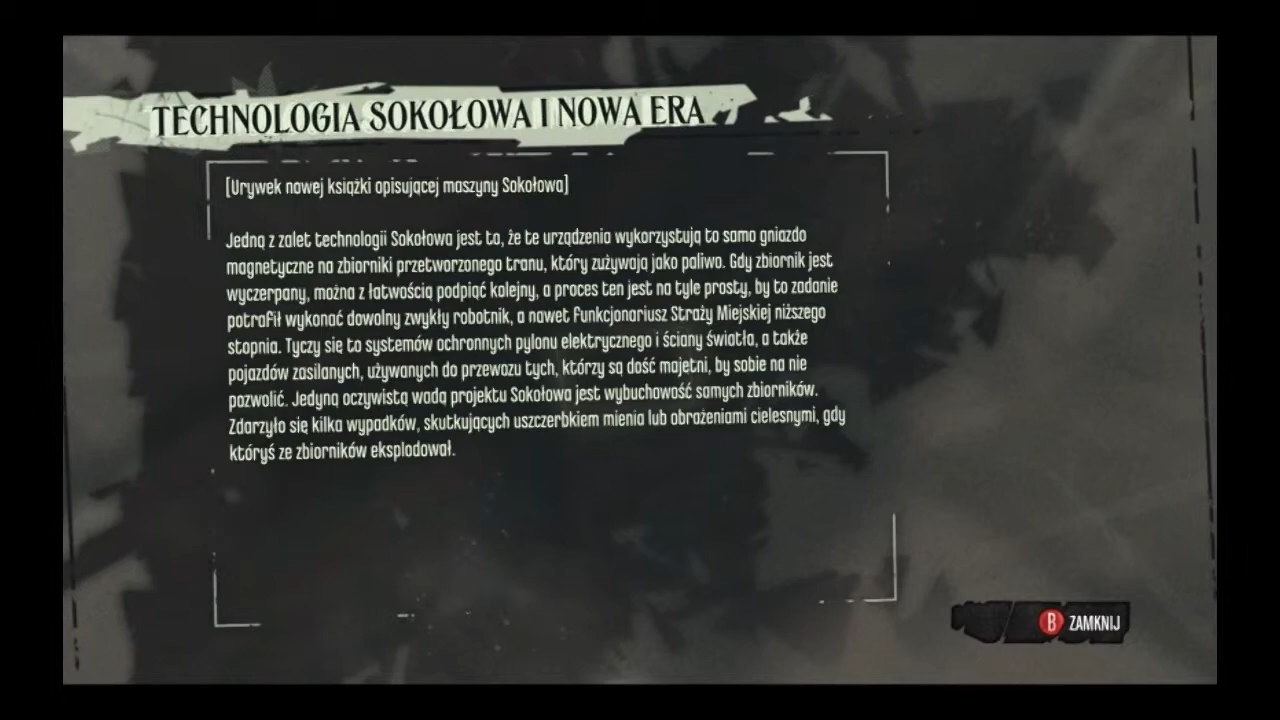 TECHNOLOGIA SOKOŁOWA I NOWA ERA
[Urywek nowej książki opisującej maszyny Sokołowa]
Jedną z zalet technologii Sokołowa jest to, że te urządzenia wykorzystują to samo gniazdo
magnetyczne na zbiorniki przetworzonego tranu, który zużywają jako paliwo. Gdy zbiornik jest
wyczerpany, można z łatwością podpiąć kolejny, a proces ten jest na tyle prosty, by to zadanie
potrafił wykonać dowolny zwykły robotnik, a nawet funkcjonariusz Straży Miejskiej niższego
stopnia. Tyczy się to systemów ochronnych pylonu elektrycznego i ściany światła, a także
pojazdów zasilanych, używanych do przewozu tych, którzy są dość majętni, by sobie na nie
pozwolić. Jedyną oczywistą wadą projektu Sokołowa jest wybuchowość samych zbiorników.
Zdarzyło się kilka wypadków, skutkujących uszczerbkiem mienia lub obrażeniami cielesnymi, gdy
któryś ze zbiorników eksplodował.
B ZAMKNIJ